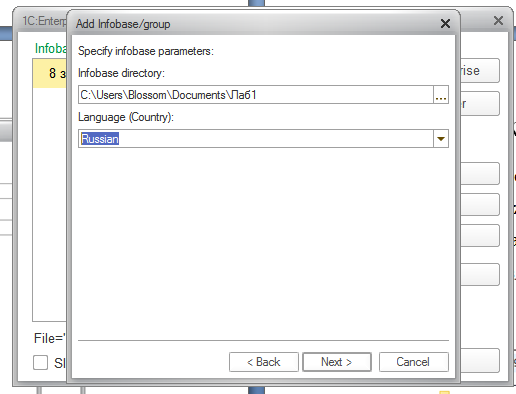 1C:Enterp
Add Infobase/group
Specify infobase parameters:
Infoba
Infobase directory:
8 з
C:\Users\Blossom\Documents\Лаб1
...
rise
er
Language (Country):
Russian
File='
< Back
Next >
Cancel